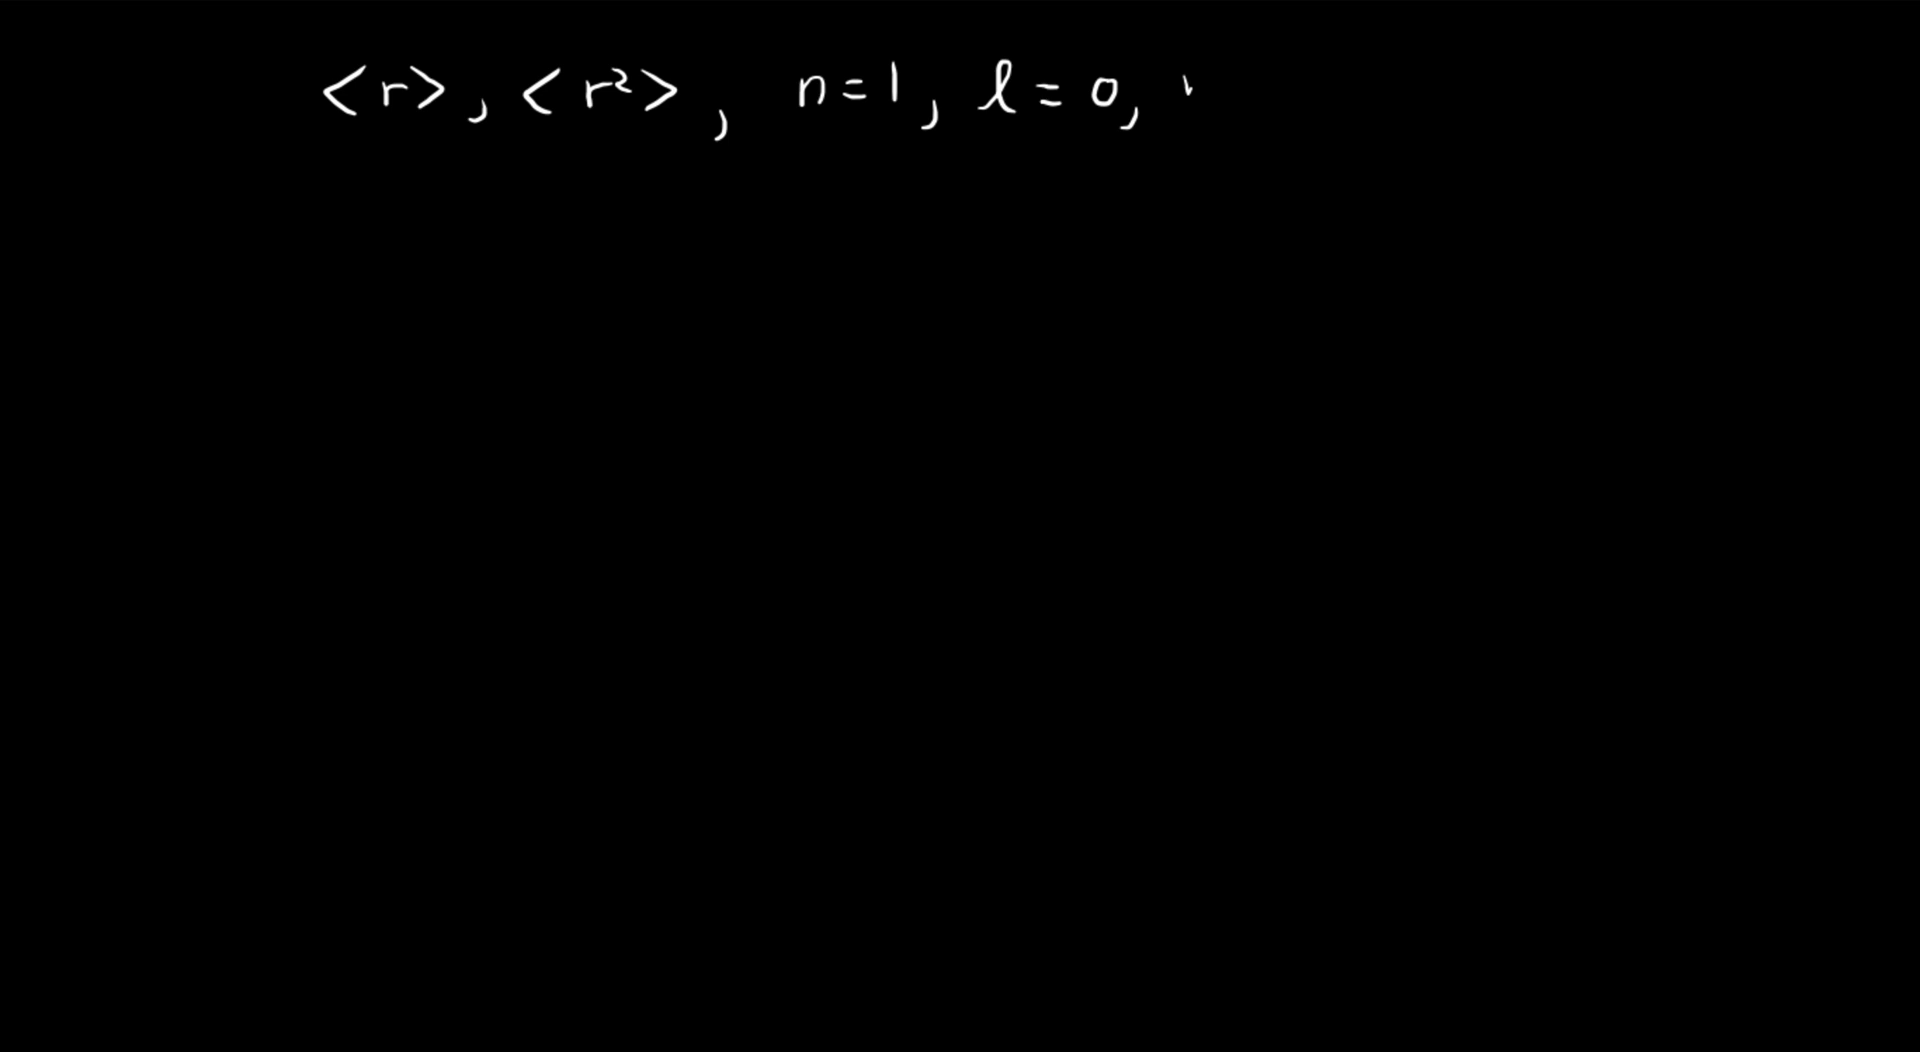 <r>, <r²>, n=1, ℓ=0,